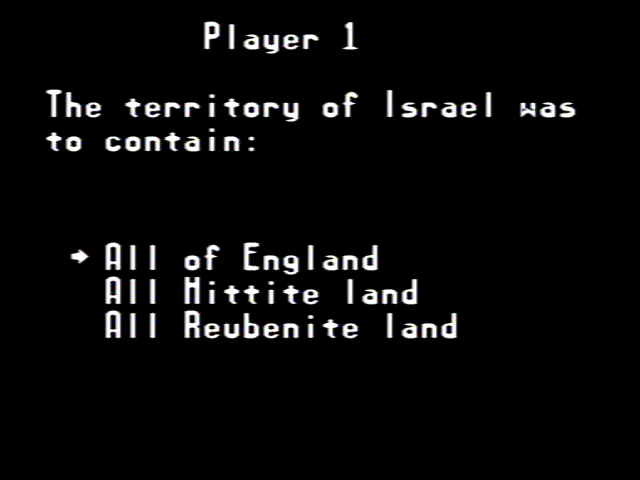 Player 1
The territory of Israel was
to contain:
All of England
All Hittite land
All Reubenite land